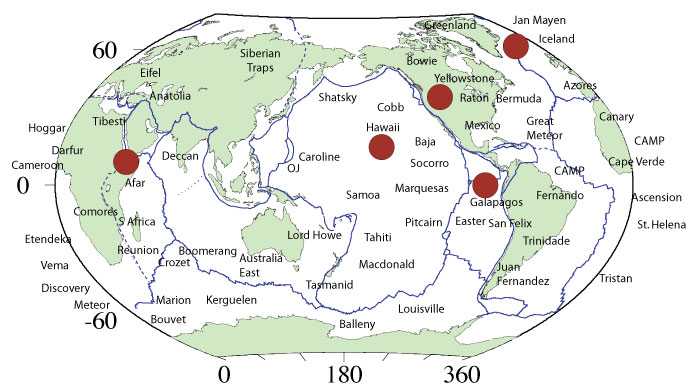 Jan Mayen
Greenland
Iceland
60
Siberian
Traps
Bowie
Eifel
Yellowstone
Azores
Anatolia
Shatsky
Raton
Bermuda
Cobb
Tibesti
Canary
Hoggar
Hawaii
Mexico
Great
Meteor
Baja
CAMP
Darfur
Deccan
Caroline
Socorro
Cape Verde
Cameroon
OJ
CAMP
0
Afar
Samoa
Marquesas
Fernando
Ascension
Galapagos
Comores
S Africa
Pitcairn
Easter
San Felix
St. Helena
Etendeka
Lord Howe
Tahiti
Trinidade
Reunion
Boomerang
Vema
Crozet
Australia
East
Macdonald
Juan
Fernandez
Tristan
Discovery
Tasmanid
Meteor
Marion
Kerguelen
Louisville
-60
Bouvet
Balleny
0
180
360